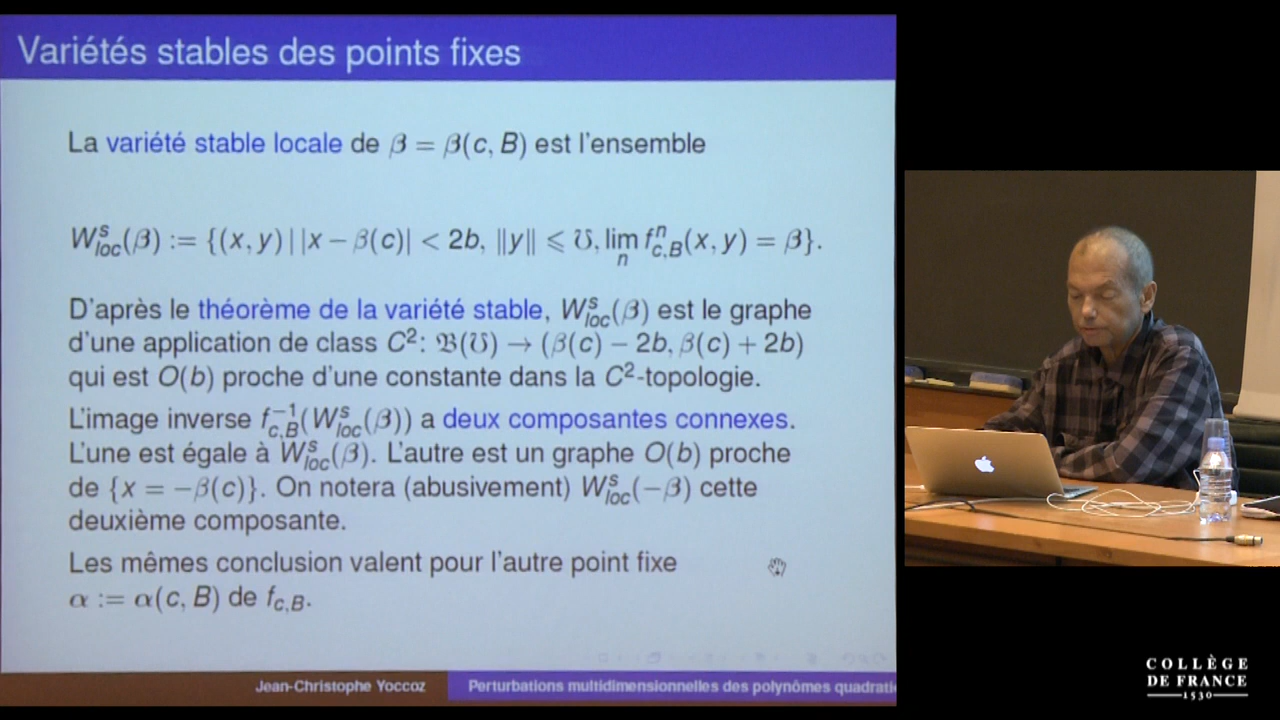 Variétés stables des points fixes
La variété stable locale de β = β(c, B) est l'ensemble
W^s_loc(β) := {(x, y) | |x − β(c)| < 2b, ‖y‖ ⩽ ℧, lim_n f^n_{c,B}(x, y) = β}.
D'après le théorème de la variété stable, W^s_loc(β) est le graphe
d'une application de class C²: 𝔅(℧) → (β(c) − 2b, β(c) + 2b)
qui est O(b) proche d'une constante dans la C²-topologie.
L'image inverse f^{-1}_{c,B}(W^s_loc(β)) a deux composantes connexes.
L'une est égale à W^s_loc(β). L'autre est un graphe O(b) proche
de {x = −β(c)}. On notera (abusivement) W^s_loc(−β) cette
deuxième composante.
Les mêmes conclusion valent pour l'autre point fixe
α := α(c, B) de f_{c,B}.
Jean-Christophe Yoccoz
Perturbations multidimensionnelles des polynômes quadrati
COLLÈGE
DE FRANCE
1530